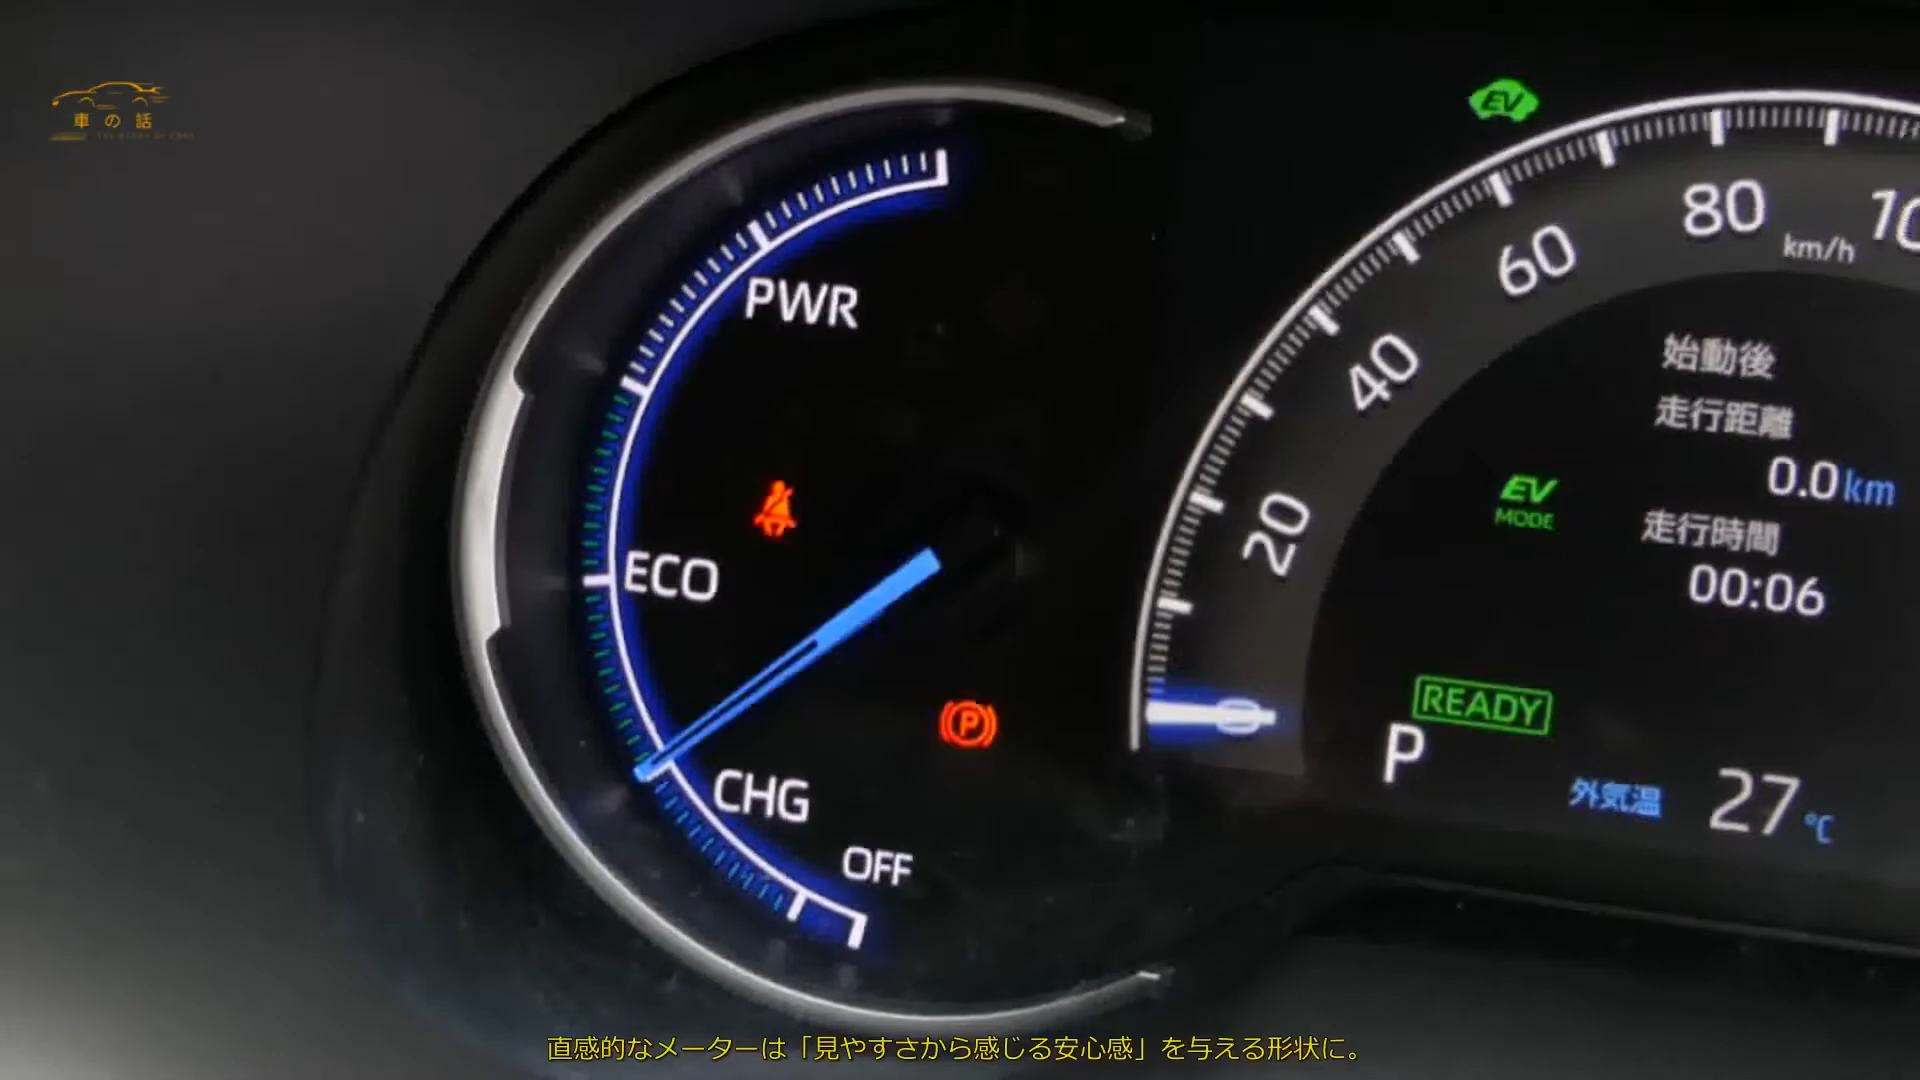 車の話
EV
PWR
ECO
CHG
OFF
P
20
40
60
80
km/h
0
始動後
走行距離
0.0km
EV
MODE
走行時間
00:06
READY
P
外気温 27℃
直感的なメーターは「見やすさから感じる安心感」を与える形状に。